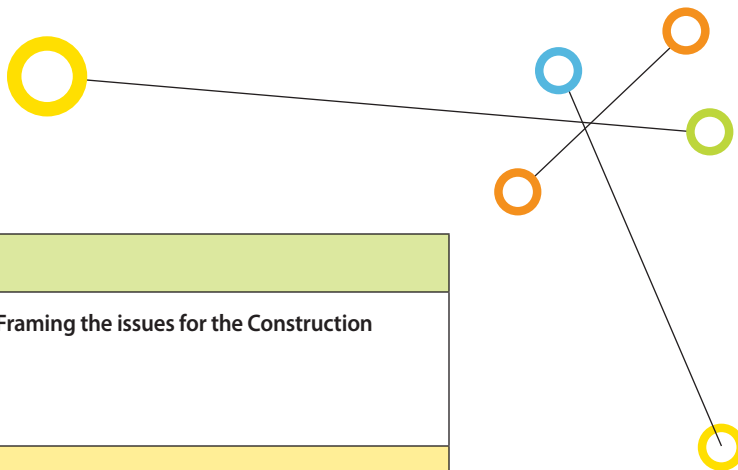 Framing the issues for the Construction